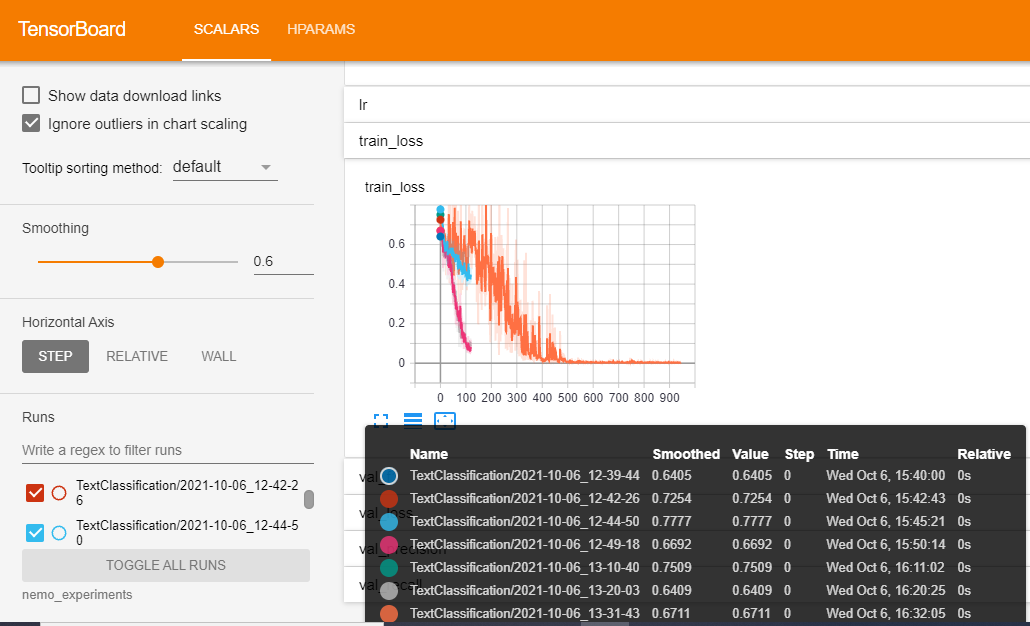 TensorBoard
SCALARS
HPARAMS
Show data download links
Ignore outliers in chart scaling
Tooltip sorting method: default
Smoothing
0.6
Horizontal Axis
STEP
RELATIVE
WALL
Runs
Write a regex to filter runs
TextClassification/2021-10-06_12-42-2
6
TextClassification/2021-10-06_12-44-5
0
TOGGLE ALL RUNS
nemo_experiments
lr
train_loss
train_loss
0.6
0.4
0.2
0
0 100 200 300 400 500 600 700 800 900
Name Smoothed Value Step Time Relative
TextClassification/2021-10-06_12-39-44 0.6405 0.6405 0 Wed Oct 6, 15:40:00 0s
TextClassification/2021-10-06_12-42-26 0.7254 0.7254 0 Wed Oct 6, 15:42:43 0s
TextClassification/2021-10-06_12-44-50 0.7777 0.7777 0 Wed Oct 6, 15:45:21 0s
TextClassification/2021-10-06_12-49-18 0.6692 0.6692 0 Wed Oct 6, 15:50:14 0s
TextClassification/2021-10-06_13-10-40 0.7509 0.7509 0 Wed Oct 6, 16:11:02 0s
TextClassification/2021-10-06_13-20-03 0.6409 0.6409 0 Wed Oct 6, 16:20:25 0s
TextClassification/2021-10-06_13-31-43 0.6711 0.6711 0 Wed Oct 6, 16:32:05 0s
val_loss
val_precision
val_recall